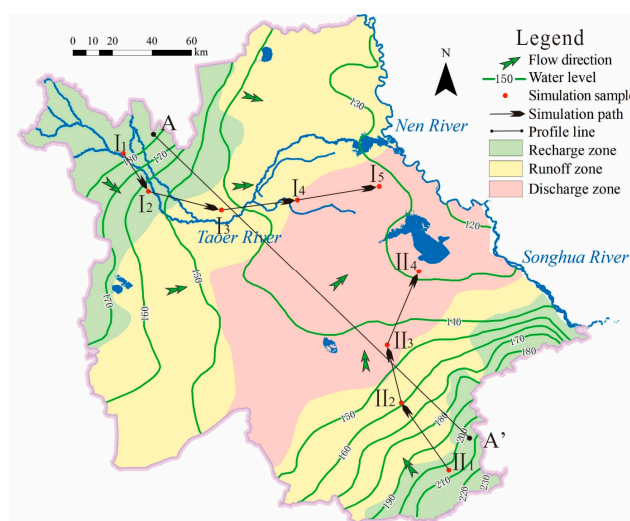 0 10 20 40 60
km
N
Legend
Flow direction
150 Water level
Simulation sample
Simulation path
Profile line
Recharge zone
Runoff zone
Discharge zone
130
Nen River
A
I1
180
170
I2
I3
I4
I5
Taoer River
120
Songhua River
II4
170
160
150
140
II3
170
180
150
II2
160
180
200
A'
II1
190
210
220
230